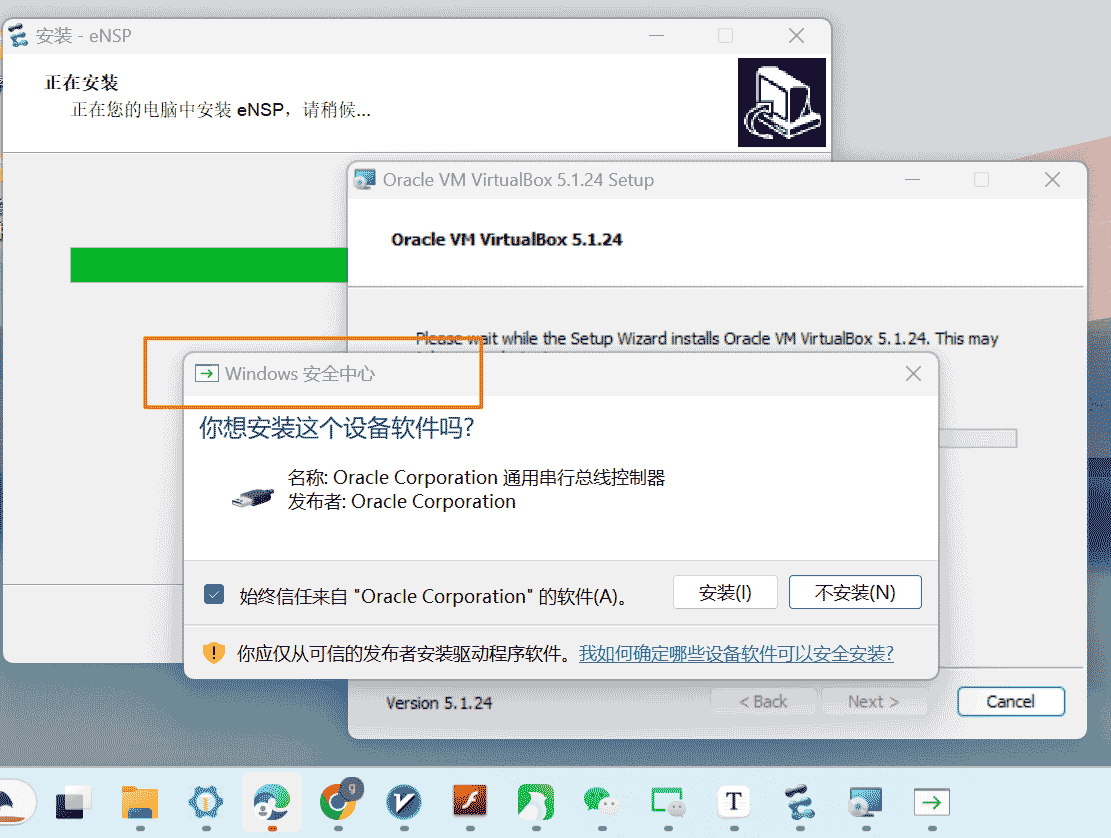 安装 - eNSP
正在安装
正在您的电脑中安装 eNSP，请稍候...
Oracle VM VirtualBox 5.1.24 Setup
Oracle VM VirtualBox 5.1.24
Please wait while the Setup Wizard installs Oracle VM VirtualBox 5.1.24. This may
Windows 安全中心
你想安装这个设备软件吗?
名称: Oracle Corporation 通用串行总线控制器
发布者: Oracle Corporation
始终信任来自 "Oracle Corporation" 的软件(A)。
安装(I)
不安装(N)
你应仅从可信的发布者安装驱动程序软件。我如何确定哪些设备软件可以安全安装?
Version 5.1.24
< Back
Next >
Cancel
9
T